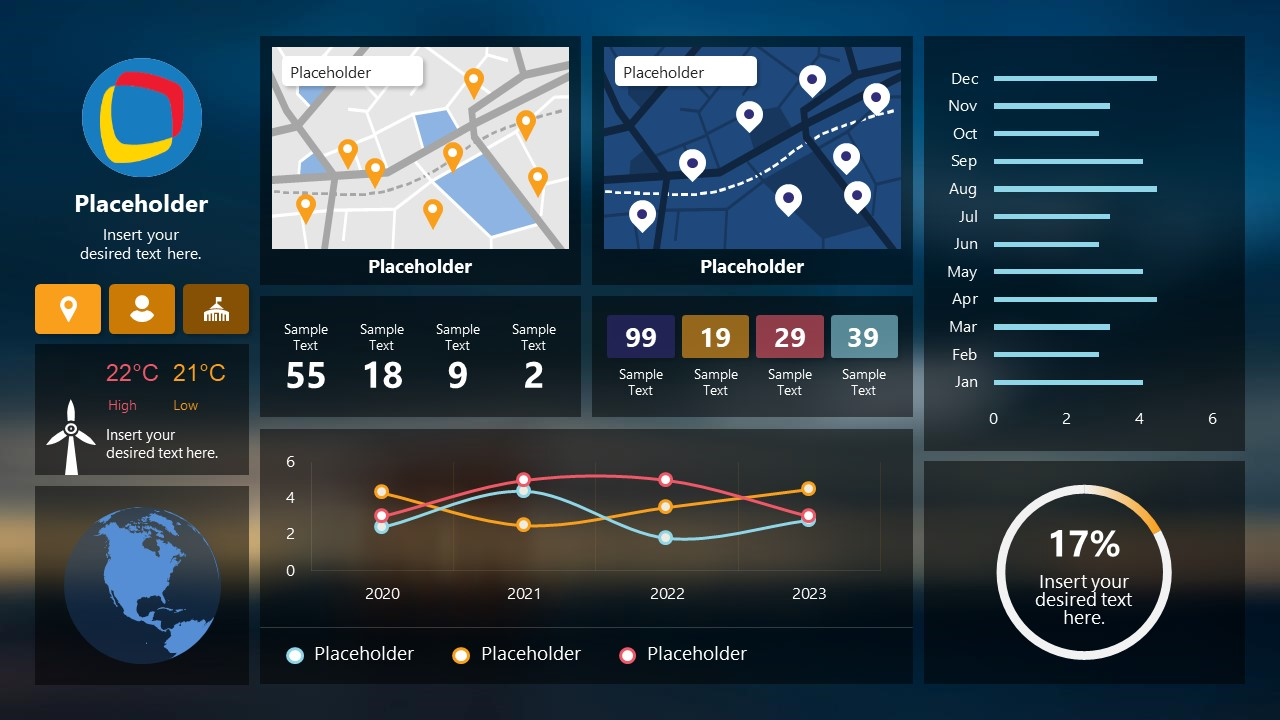 Placeholder
Insert your
desired text here.
22°C 21°C
High Low
Insert your
desired text here.
Placeholder
Placeholder
Placeholder
Placeholder
Sample Text
Sample Text
Sample Text
Sample Text
55 18 9 2
99 19 29 39
Sample Text
Sample Text
Sample Text
Sample Text
6
4
2
0
2020 2021 2022 2023
Placeholder Placeholder Placeholder
Dec
Nov
Oct
Sep
Aug
Jul
Jun
May
Apr
Mar
Feb
Jan
0 2 4 6
17%
Insert your
desired text
here.